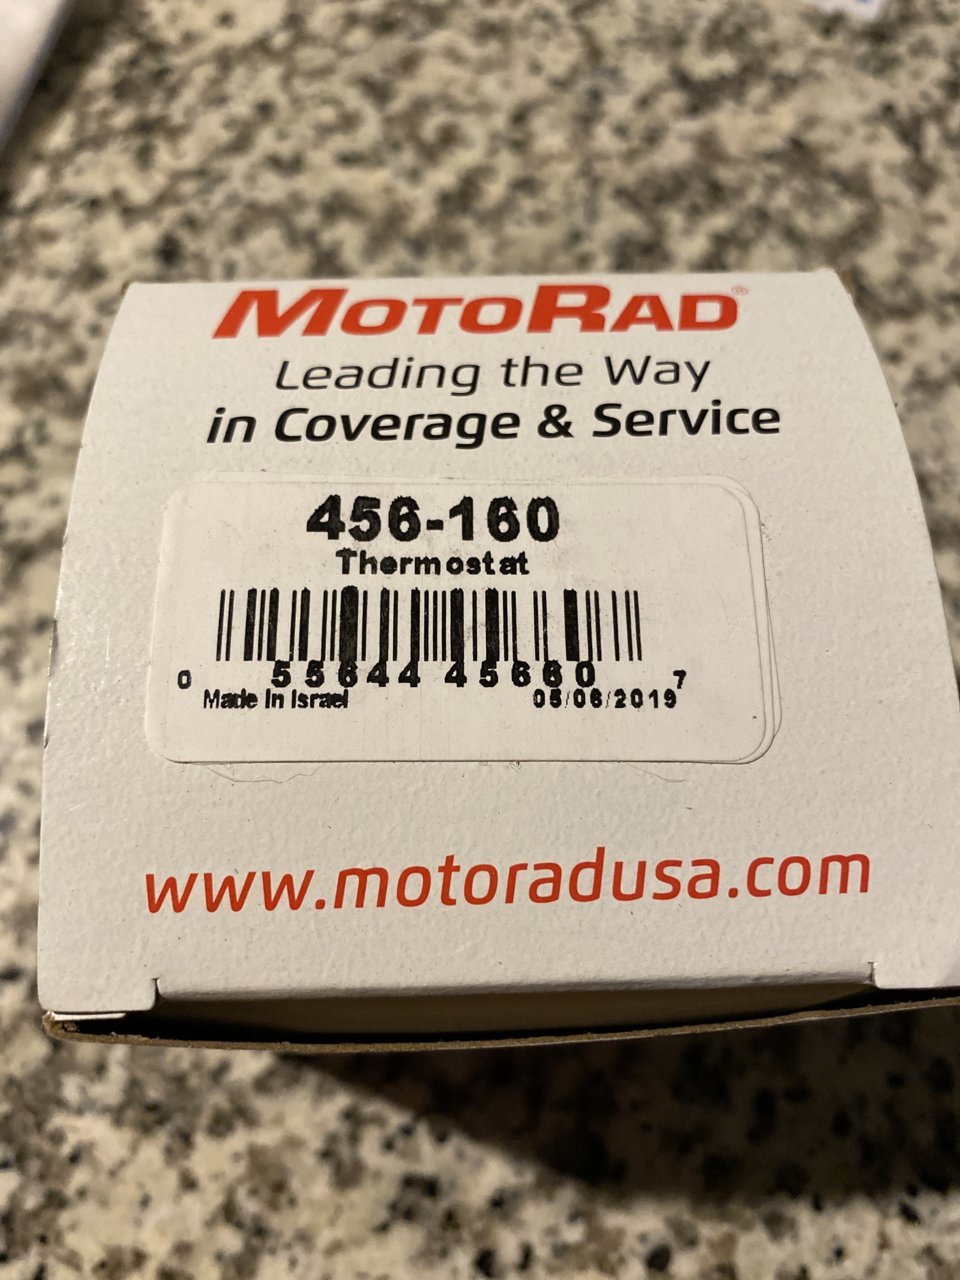 MOTORAD®
Leading the Way
in Coverage & Service
456-160
Thermostat
0 55644 45660 7
Made In Israel 05/06/2019
www.motoradusa.com